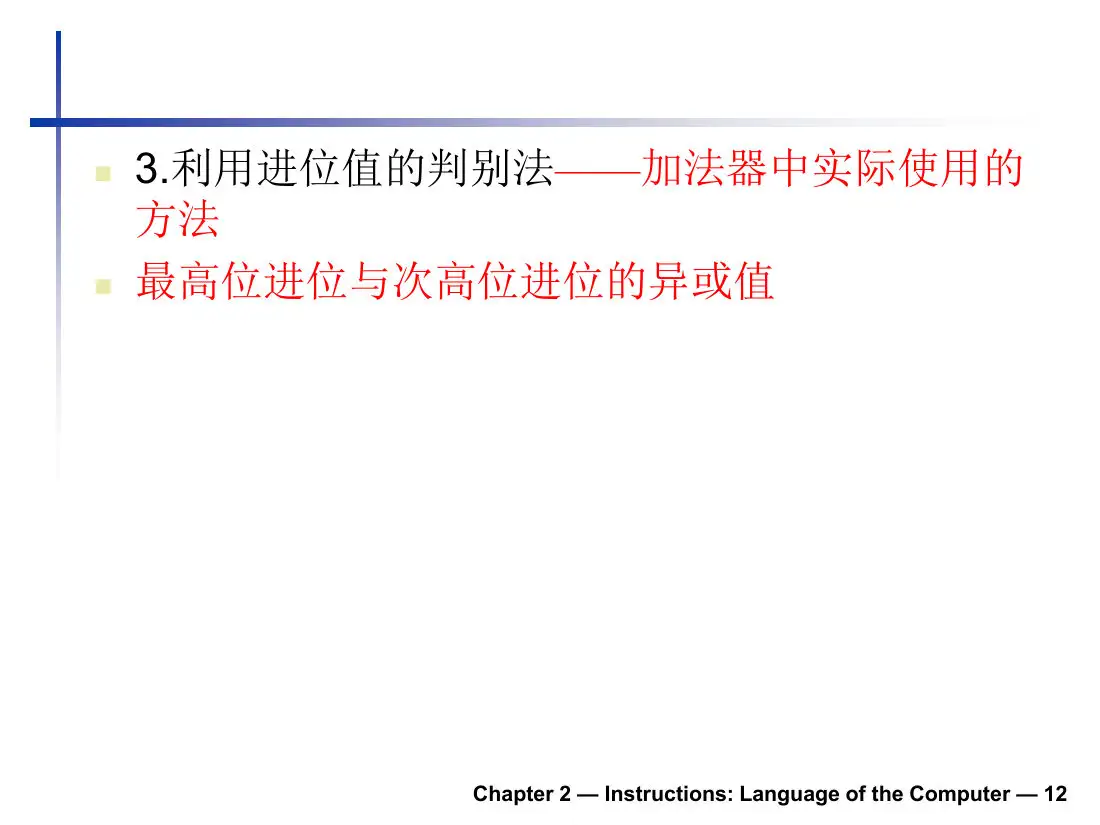 3.利用进位值的判别法——加法器中实际使用的
方法
最高位进位与次高位进位的异或值
Chapter 2 — Instructions: Language of the Computer — 12